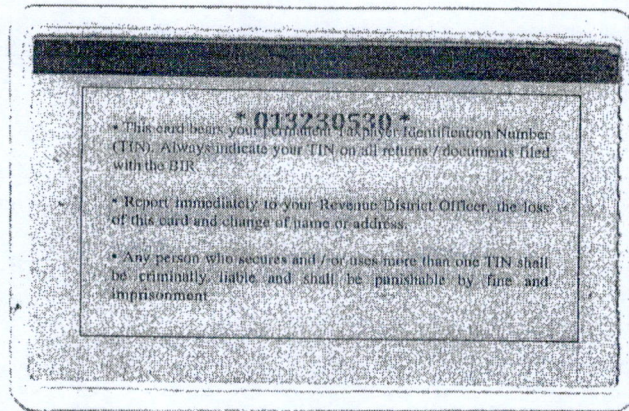 * 013230530 *
• This card bears your Permanent Taxpayer Identification Number
(TIN). Always indicate your TIN on all returns / documents filed
with the BIR.
• Report immediately to your Revenue District Officer, the loss
of this card and change of name or address.
• Any person who secures and / or uses more than one TIN shall
be criminally liable and shall be punishable by fine and
imprisonment